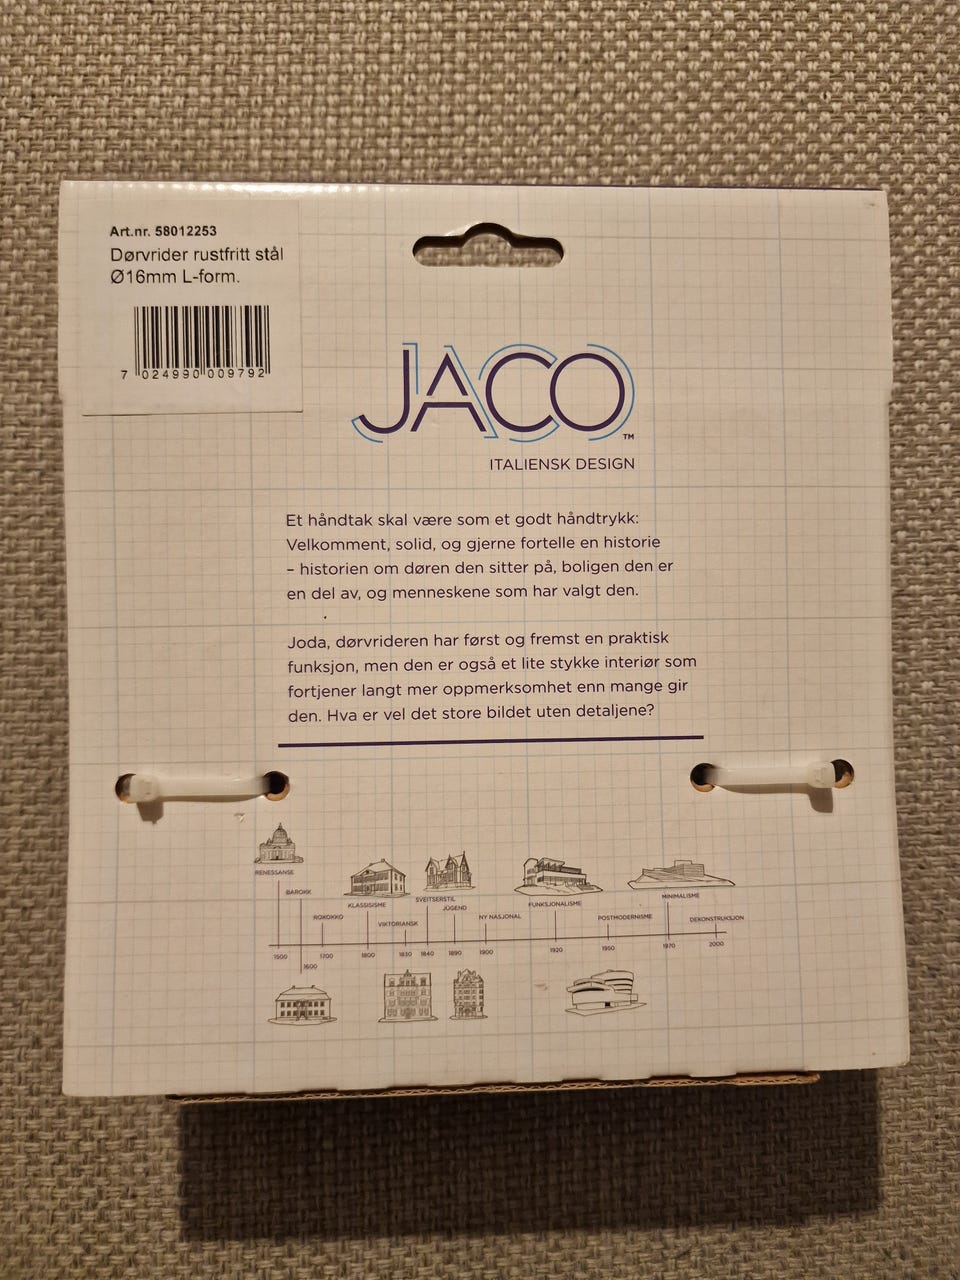 Art.nr. 58012253
Dørvrider rustfritt stål
Ø16mm L-form.
7 024990 009792
JACO™
ITALIENSK DESIGN
Et håndtak skal være som et godt håndtrykk:
Velkomment, solid, og gjerne fortelle en historie
– historien om døren den sitter på, boligen den er
en del av, og menneskene som har valgt den.
Joda, dørvrideren har først og fremst en praktisk
funksjon, men den er også et lite stykke interiør som
fortjener langt mer oppmerksomhet enn mange gir
den. Hva er vel det store bildet uten detaljene?
RENESSANSE
BAROKK
ROKOKKO
KLASSISISME
VIKTORIANSK
SVEITSERSTIL
JUGEND
NY NASJONAL
FUNKSJONALISME
POSTMODERNISME
MINIMALISME
DEKONSTRUKSJON
1500
1600
1700
1800
1830
1840
1890
1900
1920
1950
1970
2000